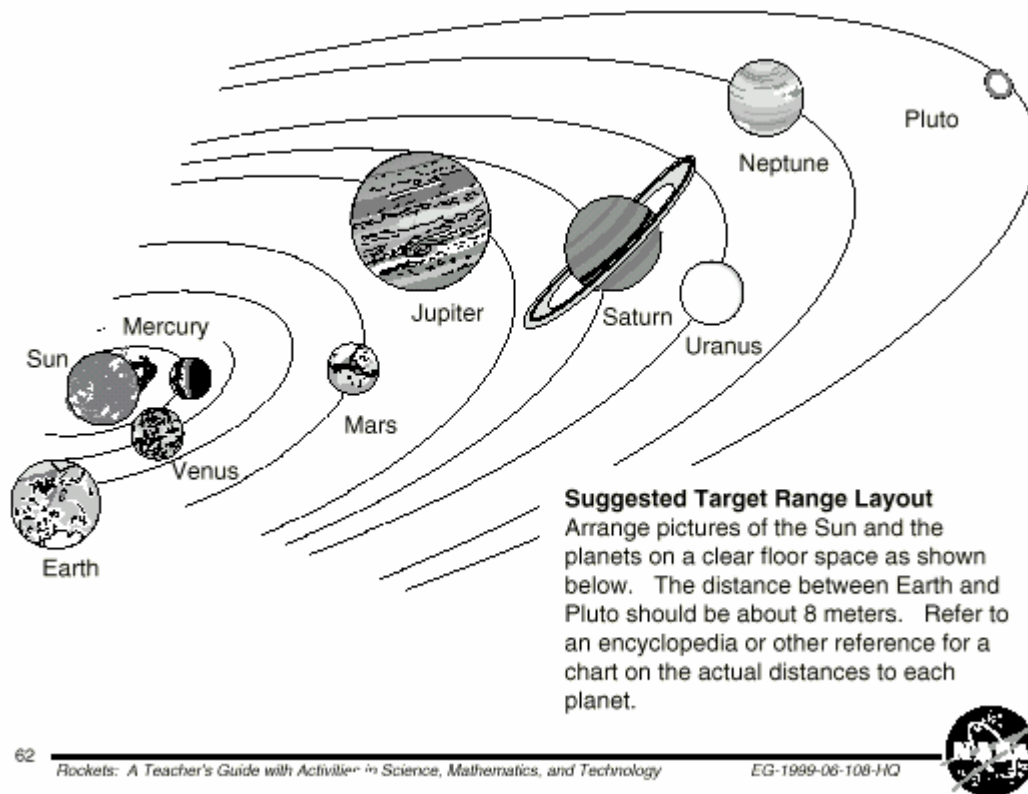 Pluto
Neptune
Jupiter
Saturn
Uranus
Mercury
Sun
Mars
Venus
Earth
Suggested Target Range Layout
Arrange pictures of the Sun and the
planets on a clear floor space as shown
below. The distance between Earth and
Pluto should be about 8 meters. Refer to
an encyclopedia or other reference for a
chart on the actual distances to each
planet.
62
Rockets: A Teacher's Guide with Activities in Science, Mathematics, and Technology
EG-1999-06-108-HQ
NASA